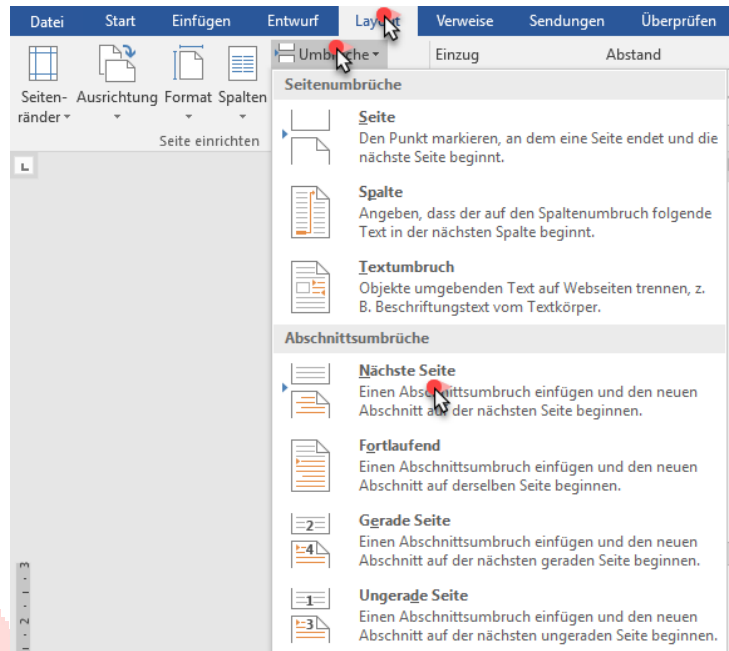 Datei Start Einfügen Entwurf Layout Verweise Sendungen Überprüfen
Umbrüche Einzug Abstand
Seiten-
ränder Ausrichtung Format Spalten
Seite einrichten
Seitenumbrüche
Seite
Den Punkt markieren, an dem eine Seite endet und die
nächste Seite beginnt.
Spalte
Angeben, dass der auf den Spaltenumbruch folgende
Text in der nächsten Spalte beginnt.
Textumbruch
Objekte umgebenden Text auf Webseiten trennen, z.
B. Beschriftungstext vom Textkörper.
Abschnittsumbrüche
Nächste Seite
Einen Abschnittsumbruch einfügen und den neuen
Abschnitt auf der nächsten Seite beginnen.
Fortlaufend
Einen Abschnittsumbruch einfügen und den neuen
Abschnitt auf derselben Seite beginnen.
Gerade Seite
Einen Abschnittsumbruch einfügen und den neuen
Abschnitt auf der nächsten geraden Seite beginnen.
Ungerade Seite
Einen Abschnittsumbruch einfügen und den neuen
Abschnitt auf der nächsten ungeraden Seite beginnen.
2
4
1
3
3
2